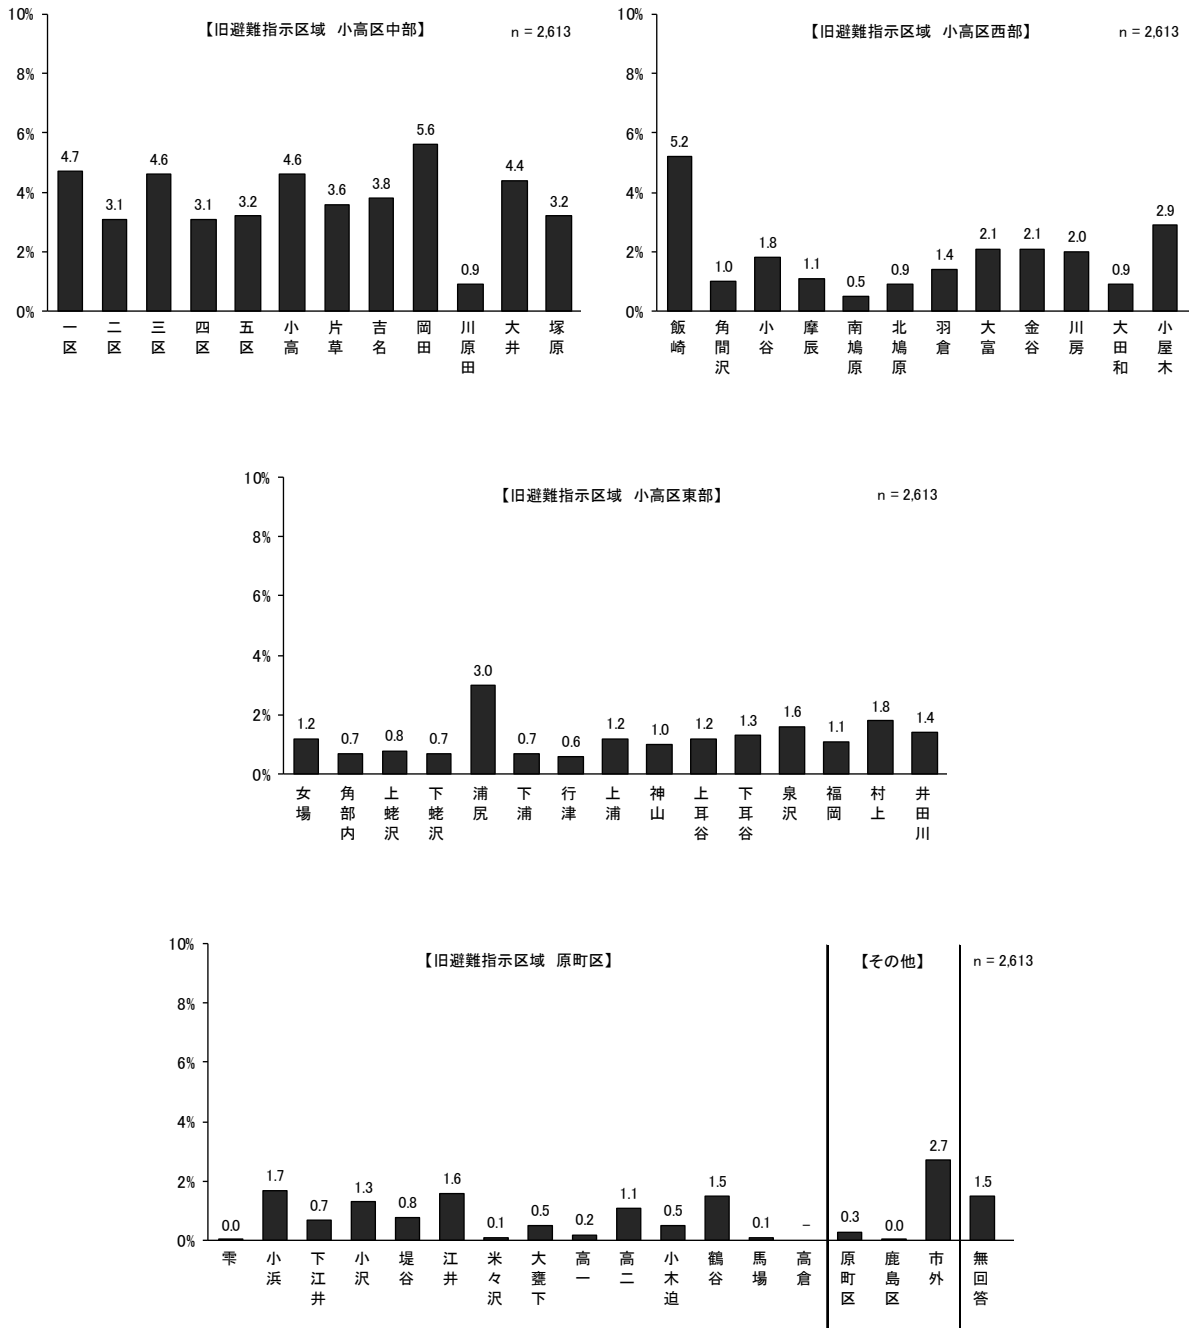 【旧避難指示区域　小高区中部】
n = 2,613
10%
8%
6%
4%
2%
0%
4.7
3.1
4.6
3.1
3.2
4.6
3.6
3.8
5.6
0.9
4.4
3.2
一区
二区
三区
四区
五区
小高
片草
吉名
岡田
川原田
大井
塚原
【旧避難指示区域　小高区西部】
n = 2,613
10%
8%
6%
4%
2%
0%
5.2
1.0
1.8
1.1
0.5
0.9
1.4
2.1
2.1
2.0
0.9
2.9
飯崎
角間沢
小谷
摩辰
南鳩原
北鳩原
羽倉
大富
金谷
川房
大田和
小屋木
【旧避難指示区域　小高区東部】
n = 2,613
10%
8%
6%
4%
2%
0%
1.2
0.7
0.8
0.7
3.0
0.7
0.6
1.2
1.0
1.2
1.3
1.6
1.1
1.8
1.4
女場
角部内
上蛯沢
下蛯沢
浦尻
下浦
行津
上浦
神山
上耳谷
下耳谷
泉沢
福岡
村上
井田川
【旧避難指示区域　原町区】
【その他】
n = 2,613
10%
8%
6%
4%
2%
0%
0.0
1.7
0.7
1.3
0.8
1.6
0.1
0.5
0.2
1.1
0.5
1.5
0.1
–
0.3
0.0
2.7
1.5
雫
小浜
下江井
小沢
堤谷
江井
米々沢
大甕下
高一
高二
小木迫
鶴谷
馬場
高倉
原町区
鹿島区
市外
無回答